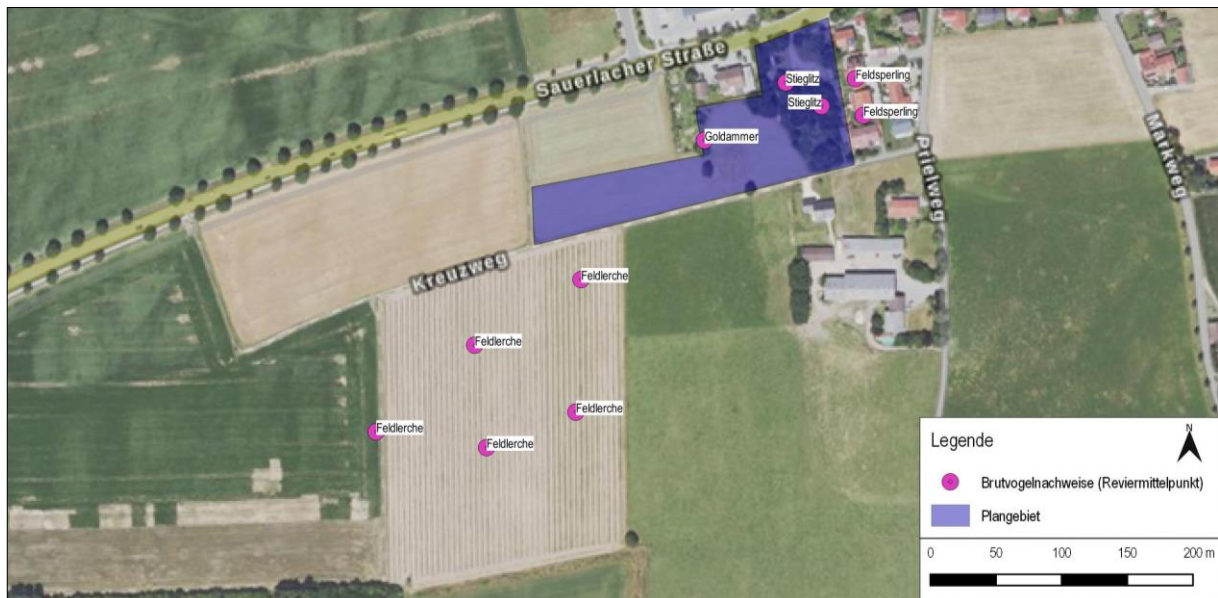 Sauerlacher Straße
Stieglitz
Feldsperling
Stieglitz
Feldsperling
Goldammer
Prielweg
Markweg
Kreuzweg
Feldlerche
Feldlerche
Feldlerche
Feldlerche
Feldlerche
Legende
N
Brutvogelnachweise (Reviermittelpunkt)
Plangebiet
0 50 100 150 200 m